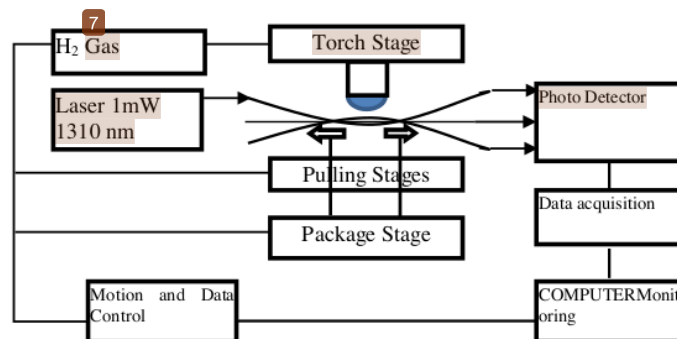 7
H₂ Gas
Torch Stage
Laser 1mW
1310 nm
Photo Detector
Pulling Stages
Data acquisition
Package Stage
Motion and Data
Control
COMPUTERMonit
oring